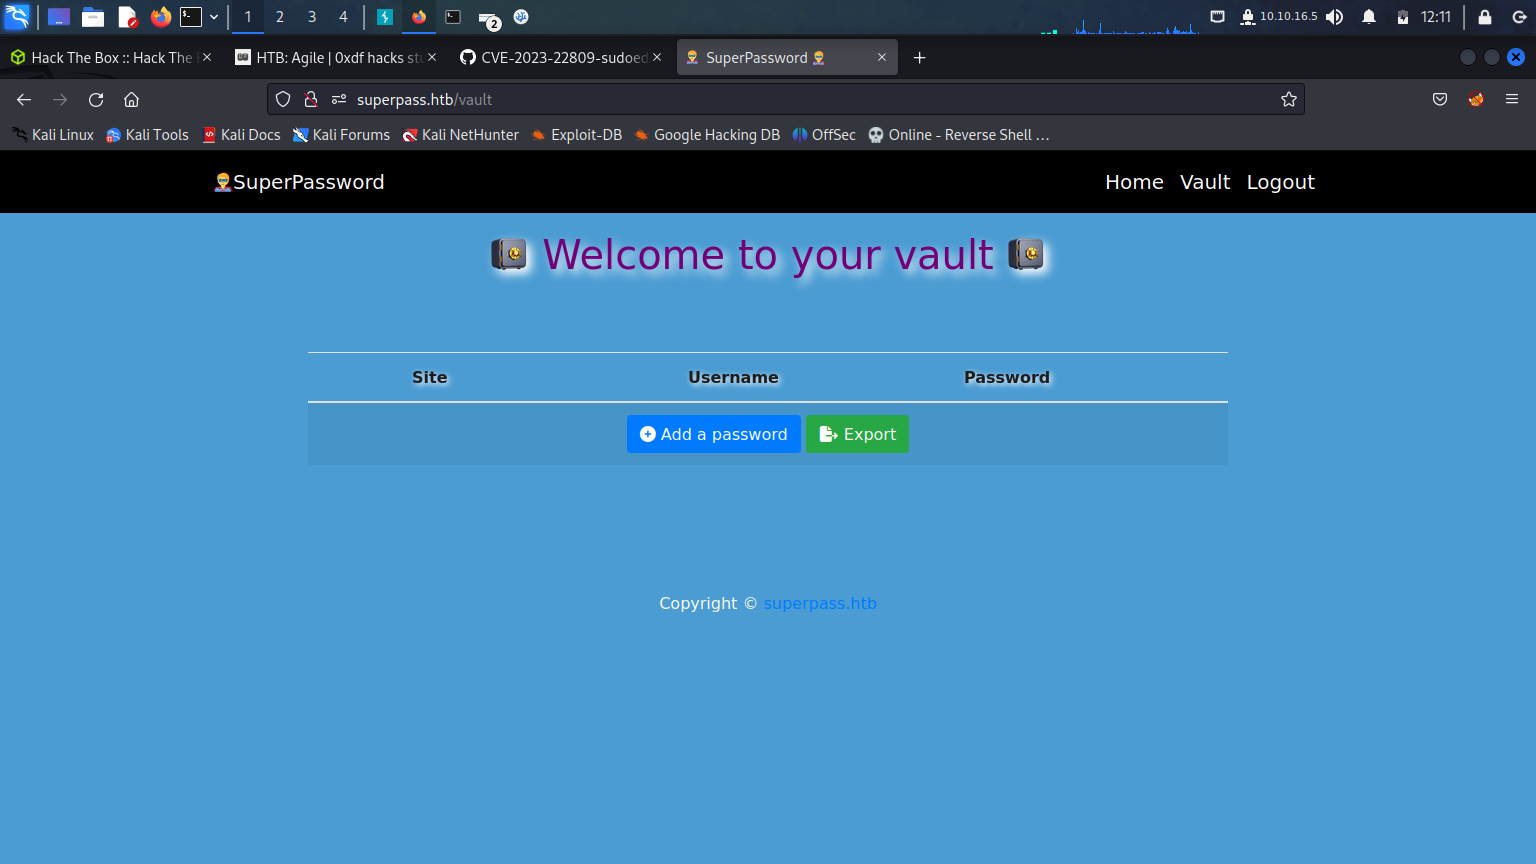 1 2 3 4 2 10.10.16.5 12:11
Hack The Box :: Hack The HTB: Agile | 0xdf hacks stu CVE-2023-22809-sudoed SuperPassword
superpass.htb/vault
Kali Linux Kali Tools Kali Docs Kali Forums Kali NetHunter Exploit-DB Google Hacking DB OffSec Online - Reverse Shell …
SuperPassword Home Vault Logout
Welcome to your vault
Site Username Password
Add a password Export
Copyright © superpass.htb